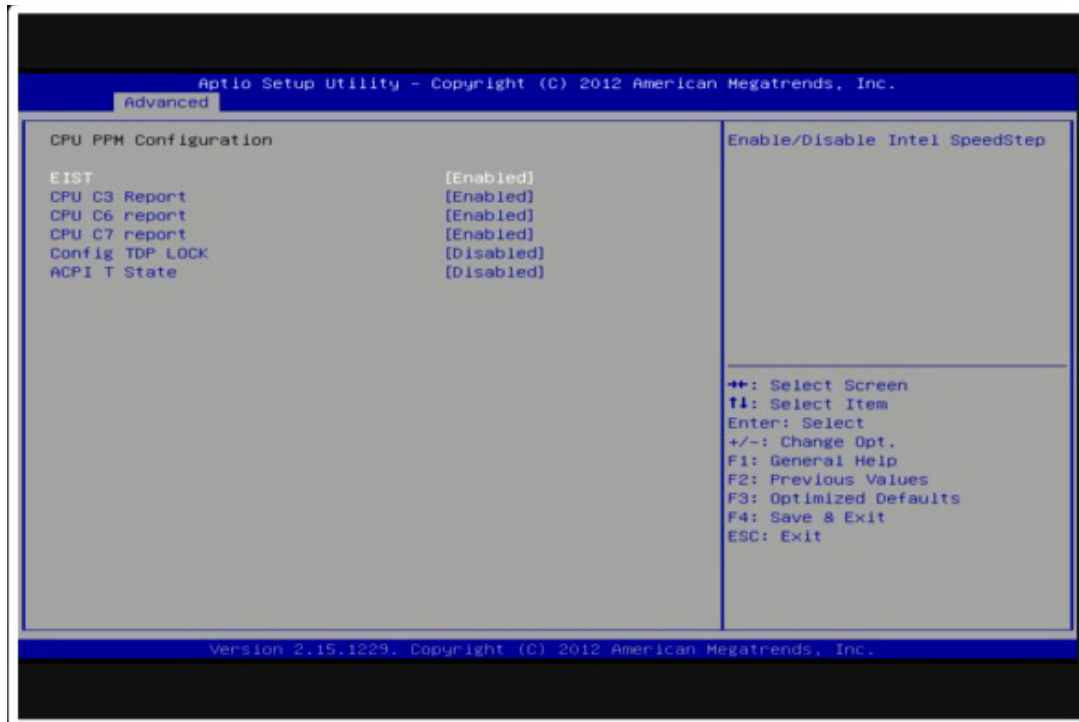 Aptio Setup Utility - Copyright (C) 2012 American Megatrends, Inc.
Advanced
CPU PPM Configuration
EIST [Enabled]
CPU C3 Report [Enabled]
CPU C6 report [Enabled]
CPU C7 report [Enabled]
Config TDP LOCK [Disabled]
ACPI T State [Disabled]
Enable/Disable Intel SpeedStep
→←: Select Screen
↑↓: Select Item
Enter: Select
+/-: Change Opt.
F1: General Help
F2: Previous Values
F3: Optimized Defaults
F4: Save & Exit
ESC: Exit
Version 2.15.1229. Copyright (C) 2012 American Megatrends, Inc.